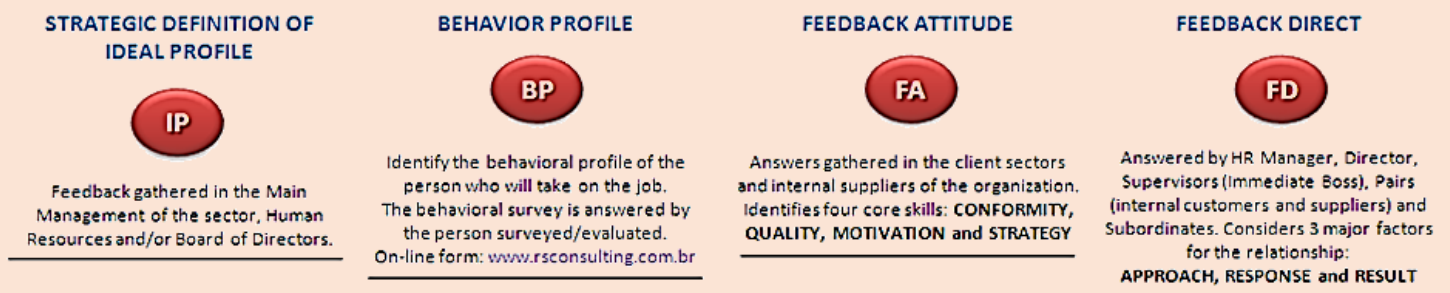 STRATEGIC DEFINITION OF
IDEAL PROFILE
IP
Feedback gathered in the Main
Management of the sector, Human
Resources and/or Board of Directors.
BEHAVIOR PROFILE
BP
Identify the behavioral profile of the
person who will take on the job.
The behavioral survey is answered by
the person surveyed/evaluated.
On-line form: www.rsconsulting.com.br
FEEDBACK ATTITUDE
FA
Answers gathered in the client sectors
and internal suppliers of the organization.
Identifies four core skills: CONFORMITY,
QUALITY, MOTIVATION and STRATEGY
FEEDBACK DIRECT
FD
Answered by HR Manager, Director,
Supervisors (Immediate Boss), Pairs
(internal customers and suppliers) and
Subordinates. Considers 3 major factors
for the relationship:
APPROACH, RESPONSE and RESULT